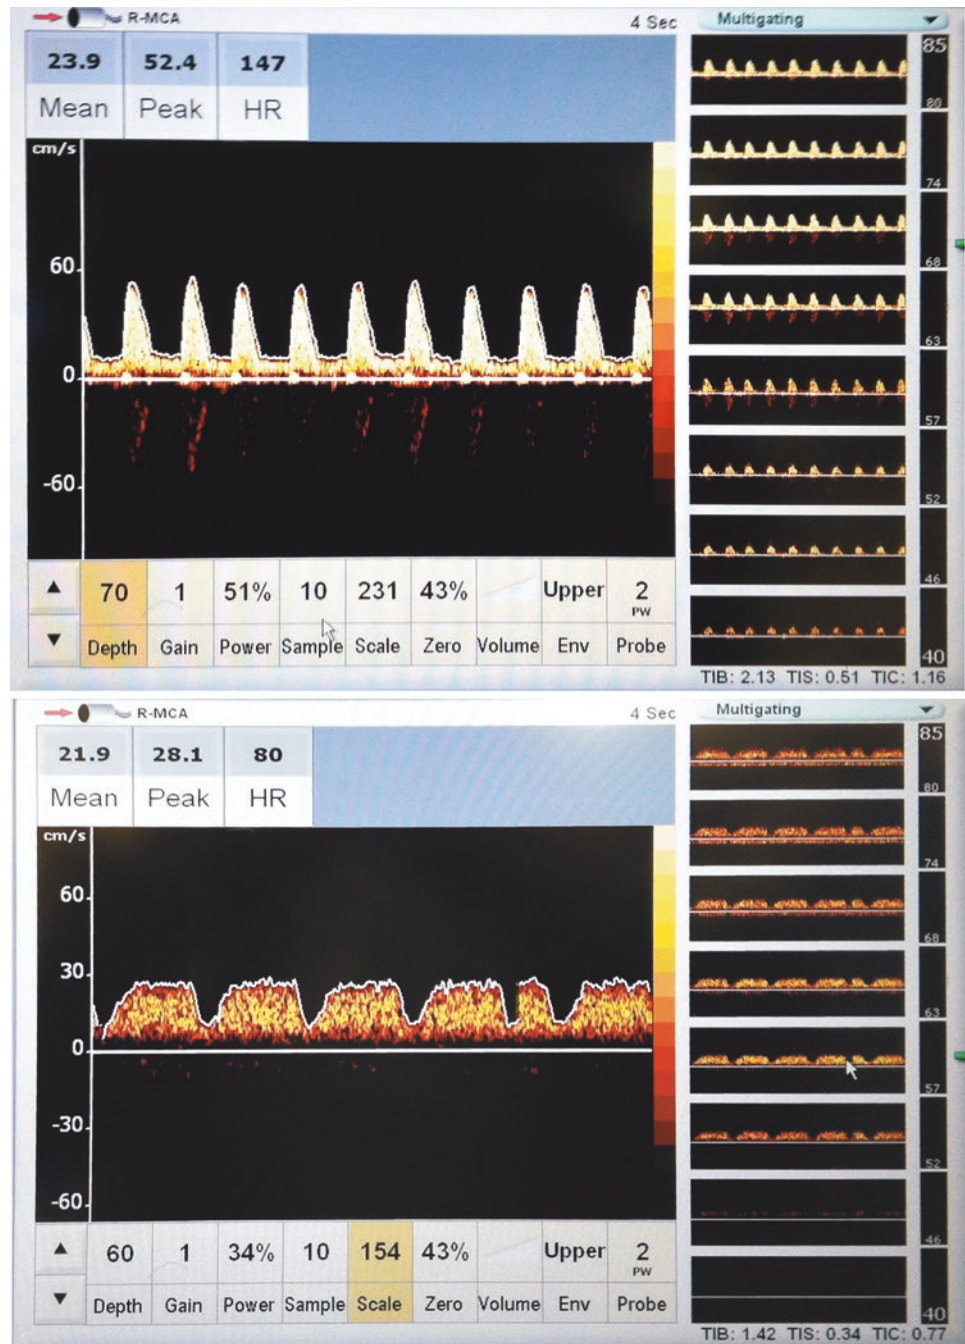 R-MCA
4 Sec
Multigating
23.9 52.4 147
Mean Peak HR
cm/s
60
0
-60
85
80
74
68
63
57
52
46
40
70 1 51% 10 231 43% Upper 2
PW
Depth Gain Power Sample Scale Zero Volume Env Probe
TIB: 2.13 TIS: 0.51 TIC: 1.16
R-MCA
4 Sec
Multigating
21.9 28.1 80
Mean Peak HR
cm/s
60
30
0
-30
-60
85
80
74
68
63
57
52
46
40
60 1 34% 10 154 43% Upper 2
PW
Depth Gain Power Sample Scale Zero Volume Env Probe
TIB: 1.42 TIS: 0.34 TIC: 0.77